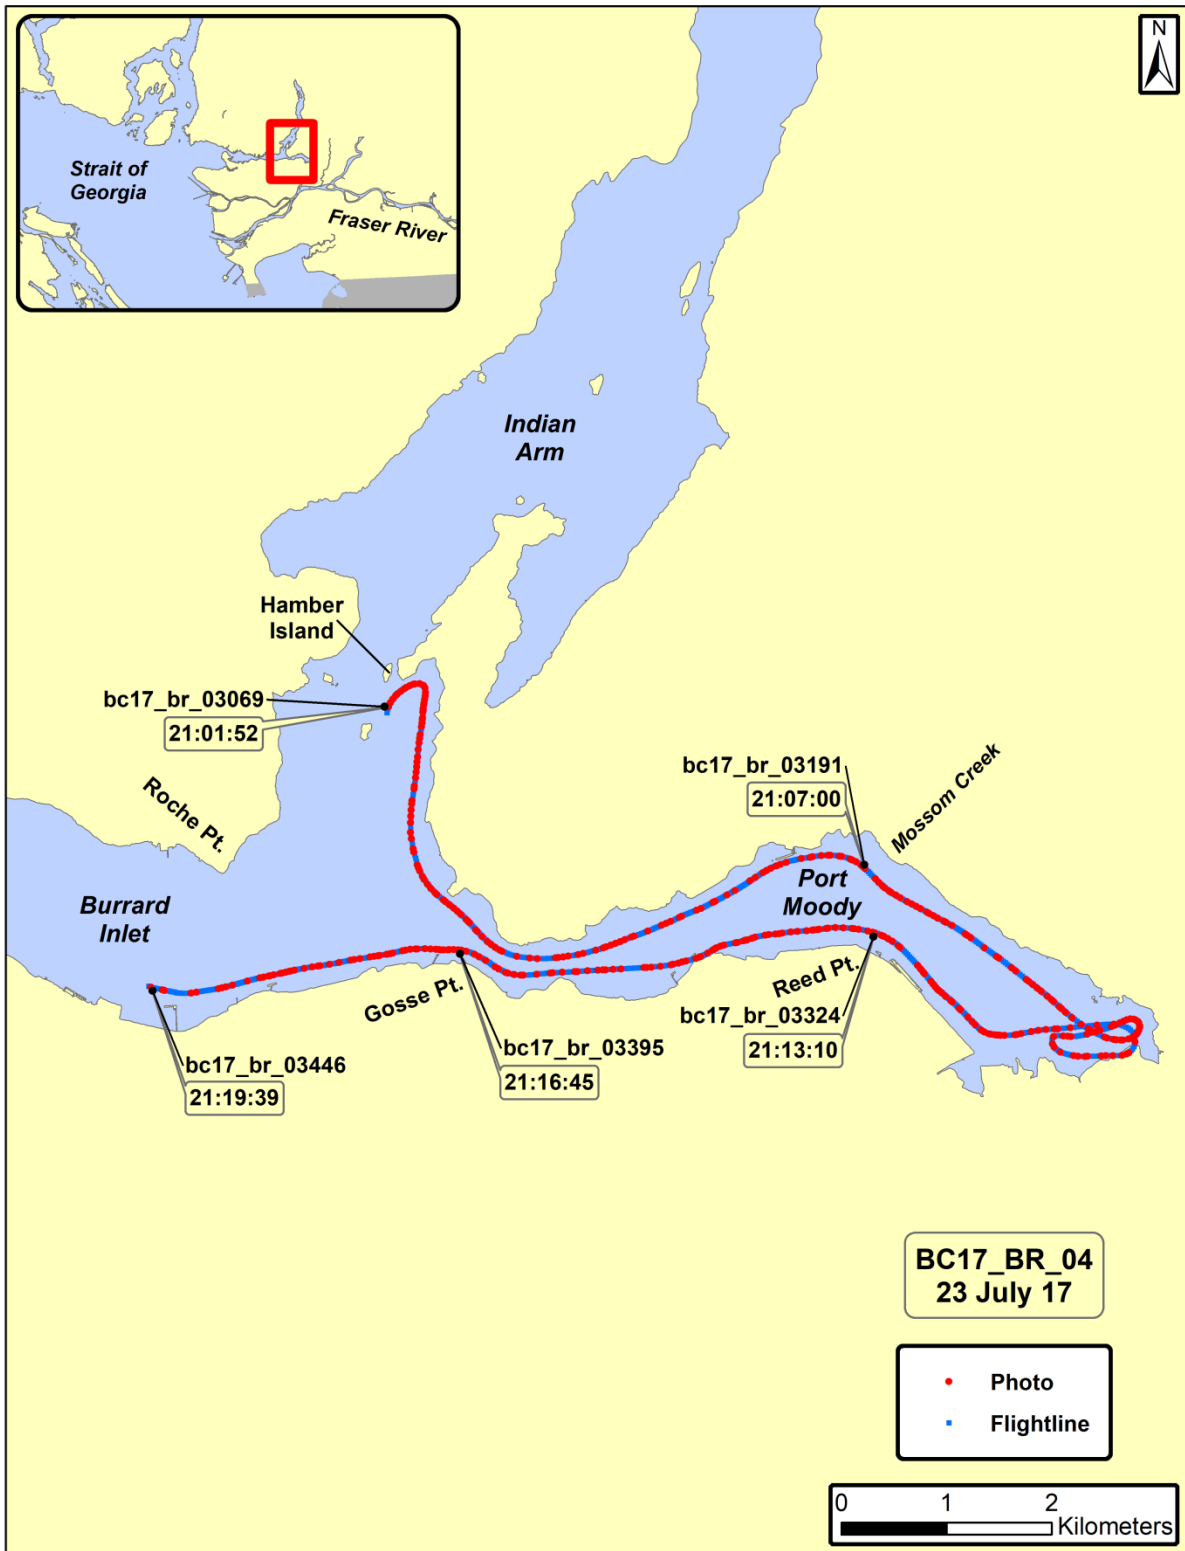 N
Strait of
Georgia
Fraser River
Indian
Arm
Hamber
Island
bc17_br_03069
21:01:52
Roche Pt.
bc17_br_03191
21:07:00
Mossom Creek
Port
Moody
Burrard
Inlet
Gosse Pt.
Reed Pt.
bc17_br_03324
21:13:10
bc17_br_03395
21:16:45
bc17_br_03446
21:19:39
BC17_BR_04
23 July 17
Photo
Flightline
0 1 2
Kilometers